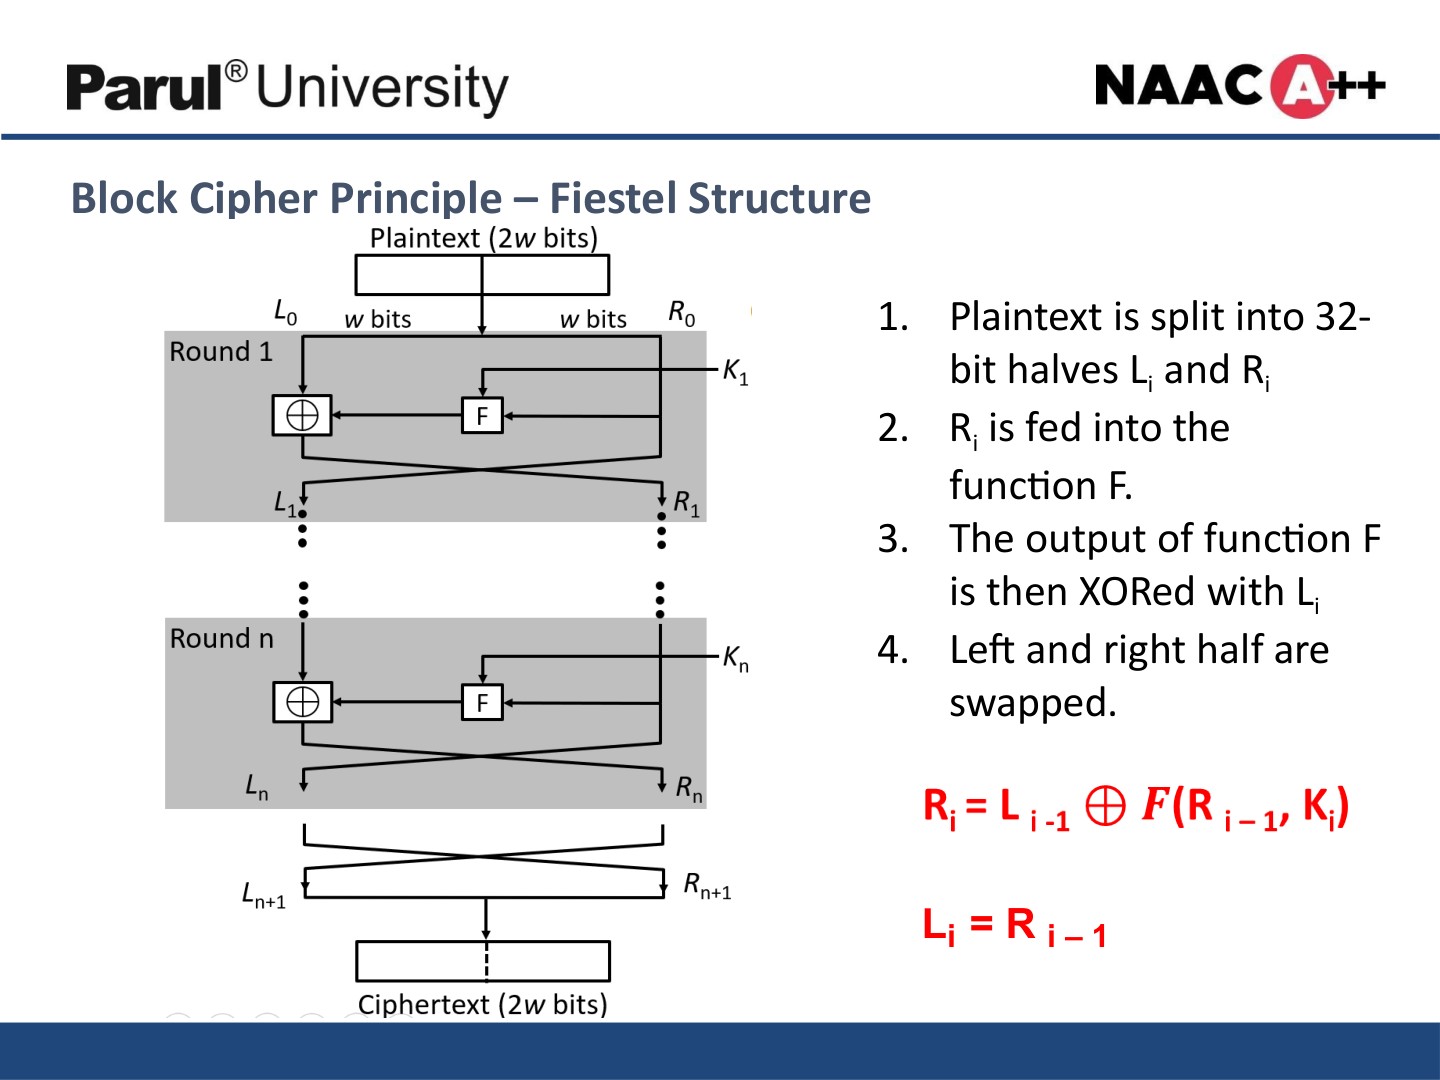 Parul® University
NAAC A++
Block Cipher Principle – Fiestel Structure
Plaintext (2w bits)
L0 w bits w bits R0
Round 1
K1
F
L1 R1
Round n
Kn
F
Ln Rn
Ln+1 Rn+1
Ciphertext (2w bits)
1. Plaintext is split into 32-
bit halves Li and Ri
2. Ri is fed into the
function F.
3. The output of function F
is then XORed with Li
4. Left and right half are
swapped.
Ri = L i -1 ⊕ F(R i – 1, Ki)
Li = R i – 1